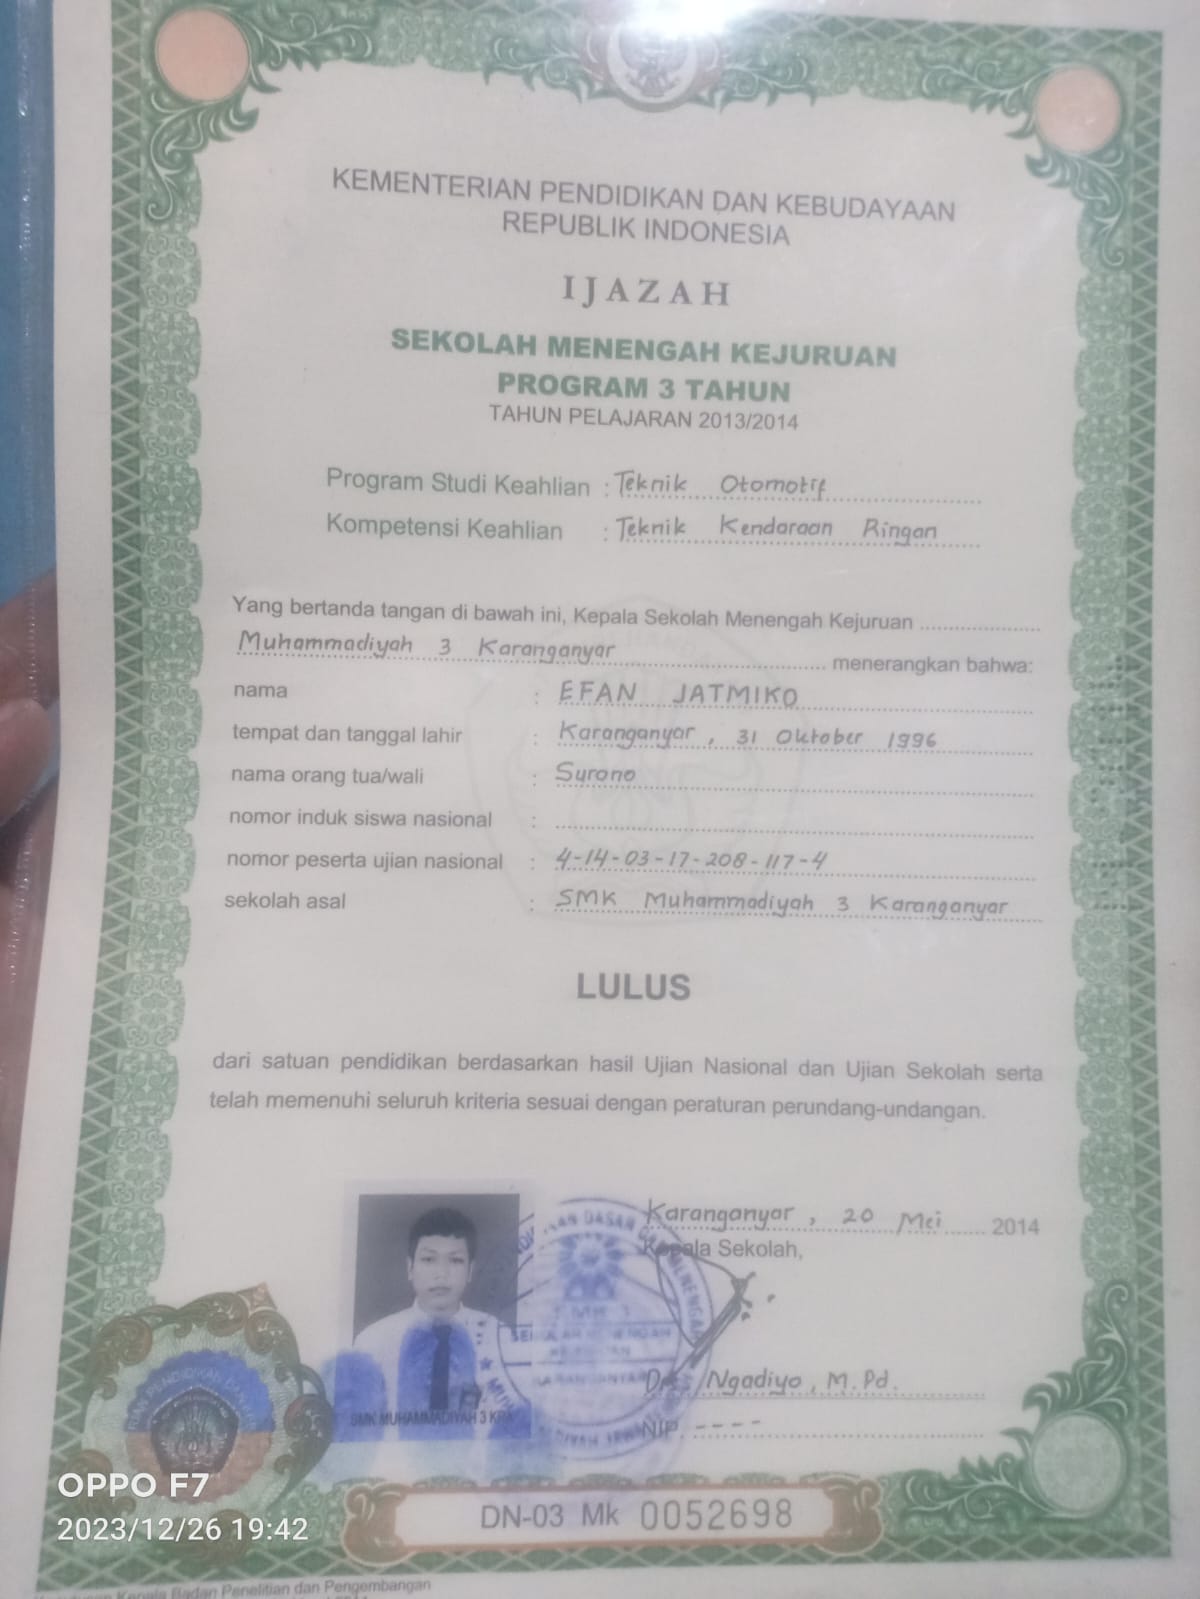 KEMENTERIAN PENDIDIKAN DAN KEBUDAYAAN
REPUBLIK INDONESIA
IJAZAH
SEKOLAH MENENGAH KEJURUAN
PROGRAM 3 TAHUN
TAHUN PELAJARAN 2013/2014
Program Studi Keahlian : Teknik Otomotif
Kompetensi Keahlian : Teknik Kendaraan Ringan
Yang bertanda tangan di bawah ini, Kepala Sekolah Menengah Kejuruan
Muhammadiyah 3 Karanganyar menerangkan bahwa:
nama : EFAN JATMIKO
tempat dan tanggal lahir : Karanganyar, 31 Oktober 1996
nama orang tua/wali : Surono
nomor induk siswa nasional :
nomor peserta ujian nasional : 4-14-03-17-208-117-4
sekolah asal : SMK Muhammadiyah 3 Karanganyar
LULUS
dari satuan pendidikan berdasarkan hasil Ujian Nasional dan Ujian Sekolah serta
telah memenuhi seluruh kriteria sesuai dengan peraturan perundang-undangan.
Karanganyar, 20 Mei 2014
Kepala Sekolah,
Ngadiyo, M.Pd.
NIP ----
SMK MUHAMMADIYAH 3 KRA
DN-03 Mk 0052698
OPPO F7
2023/12/26 19:42
Kepala Badan Penelitian dan Pengembangan